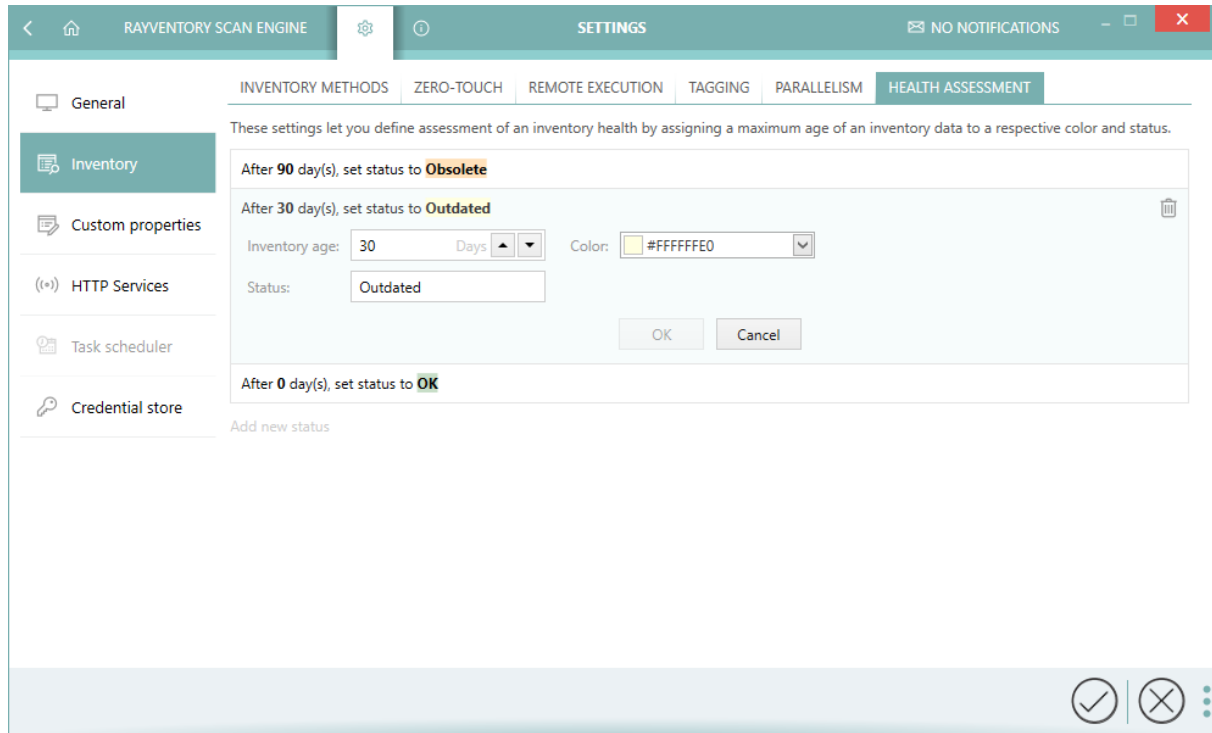 RAYVENTORY SCAN ENGINE SETTINGS NO NOTIFICATIONS
INVENTORY METHODS ZERO-TOUCH REMOTE EXECUTION TAGGING PARALLELISM HEALTH ASSESSMENT
General
Inventory
Custom properties
HTTP Services
Task scheduler
Credential store
These settings let you define assessment of an inventory health by assigning a maximum age of an inventory data to a respective color and status.
After 90 day(s), set status to Obsolete
After 30 day(s), set status to Outdated
Inventory age: 30 Days Color: #FFFFFFE0
Status: Outdated
OK Cancel
After 0 day(s), set status to OK
Add new status